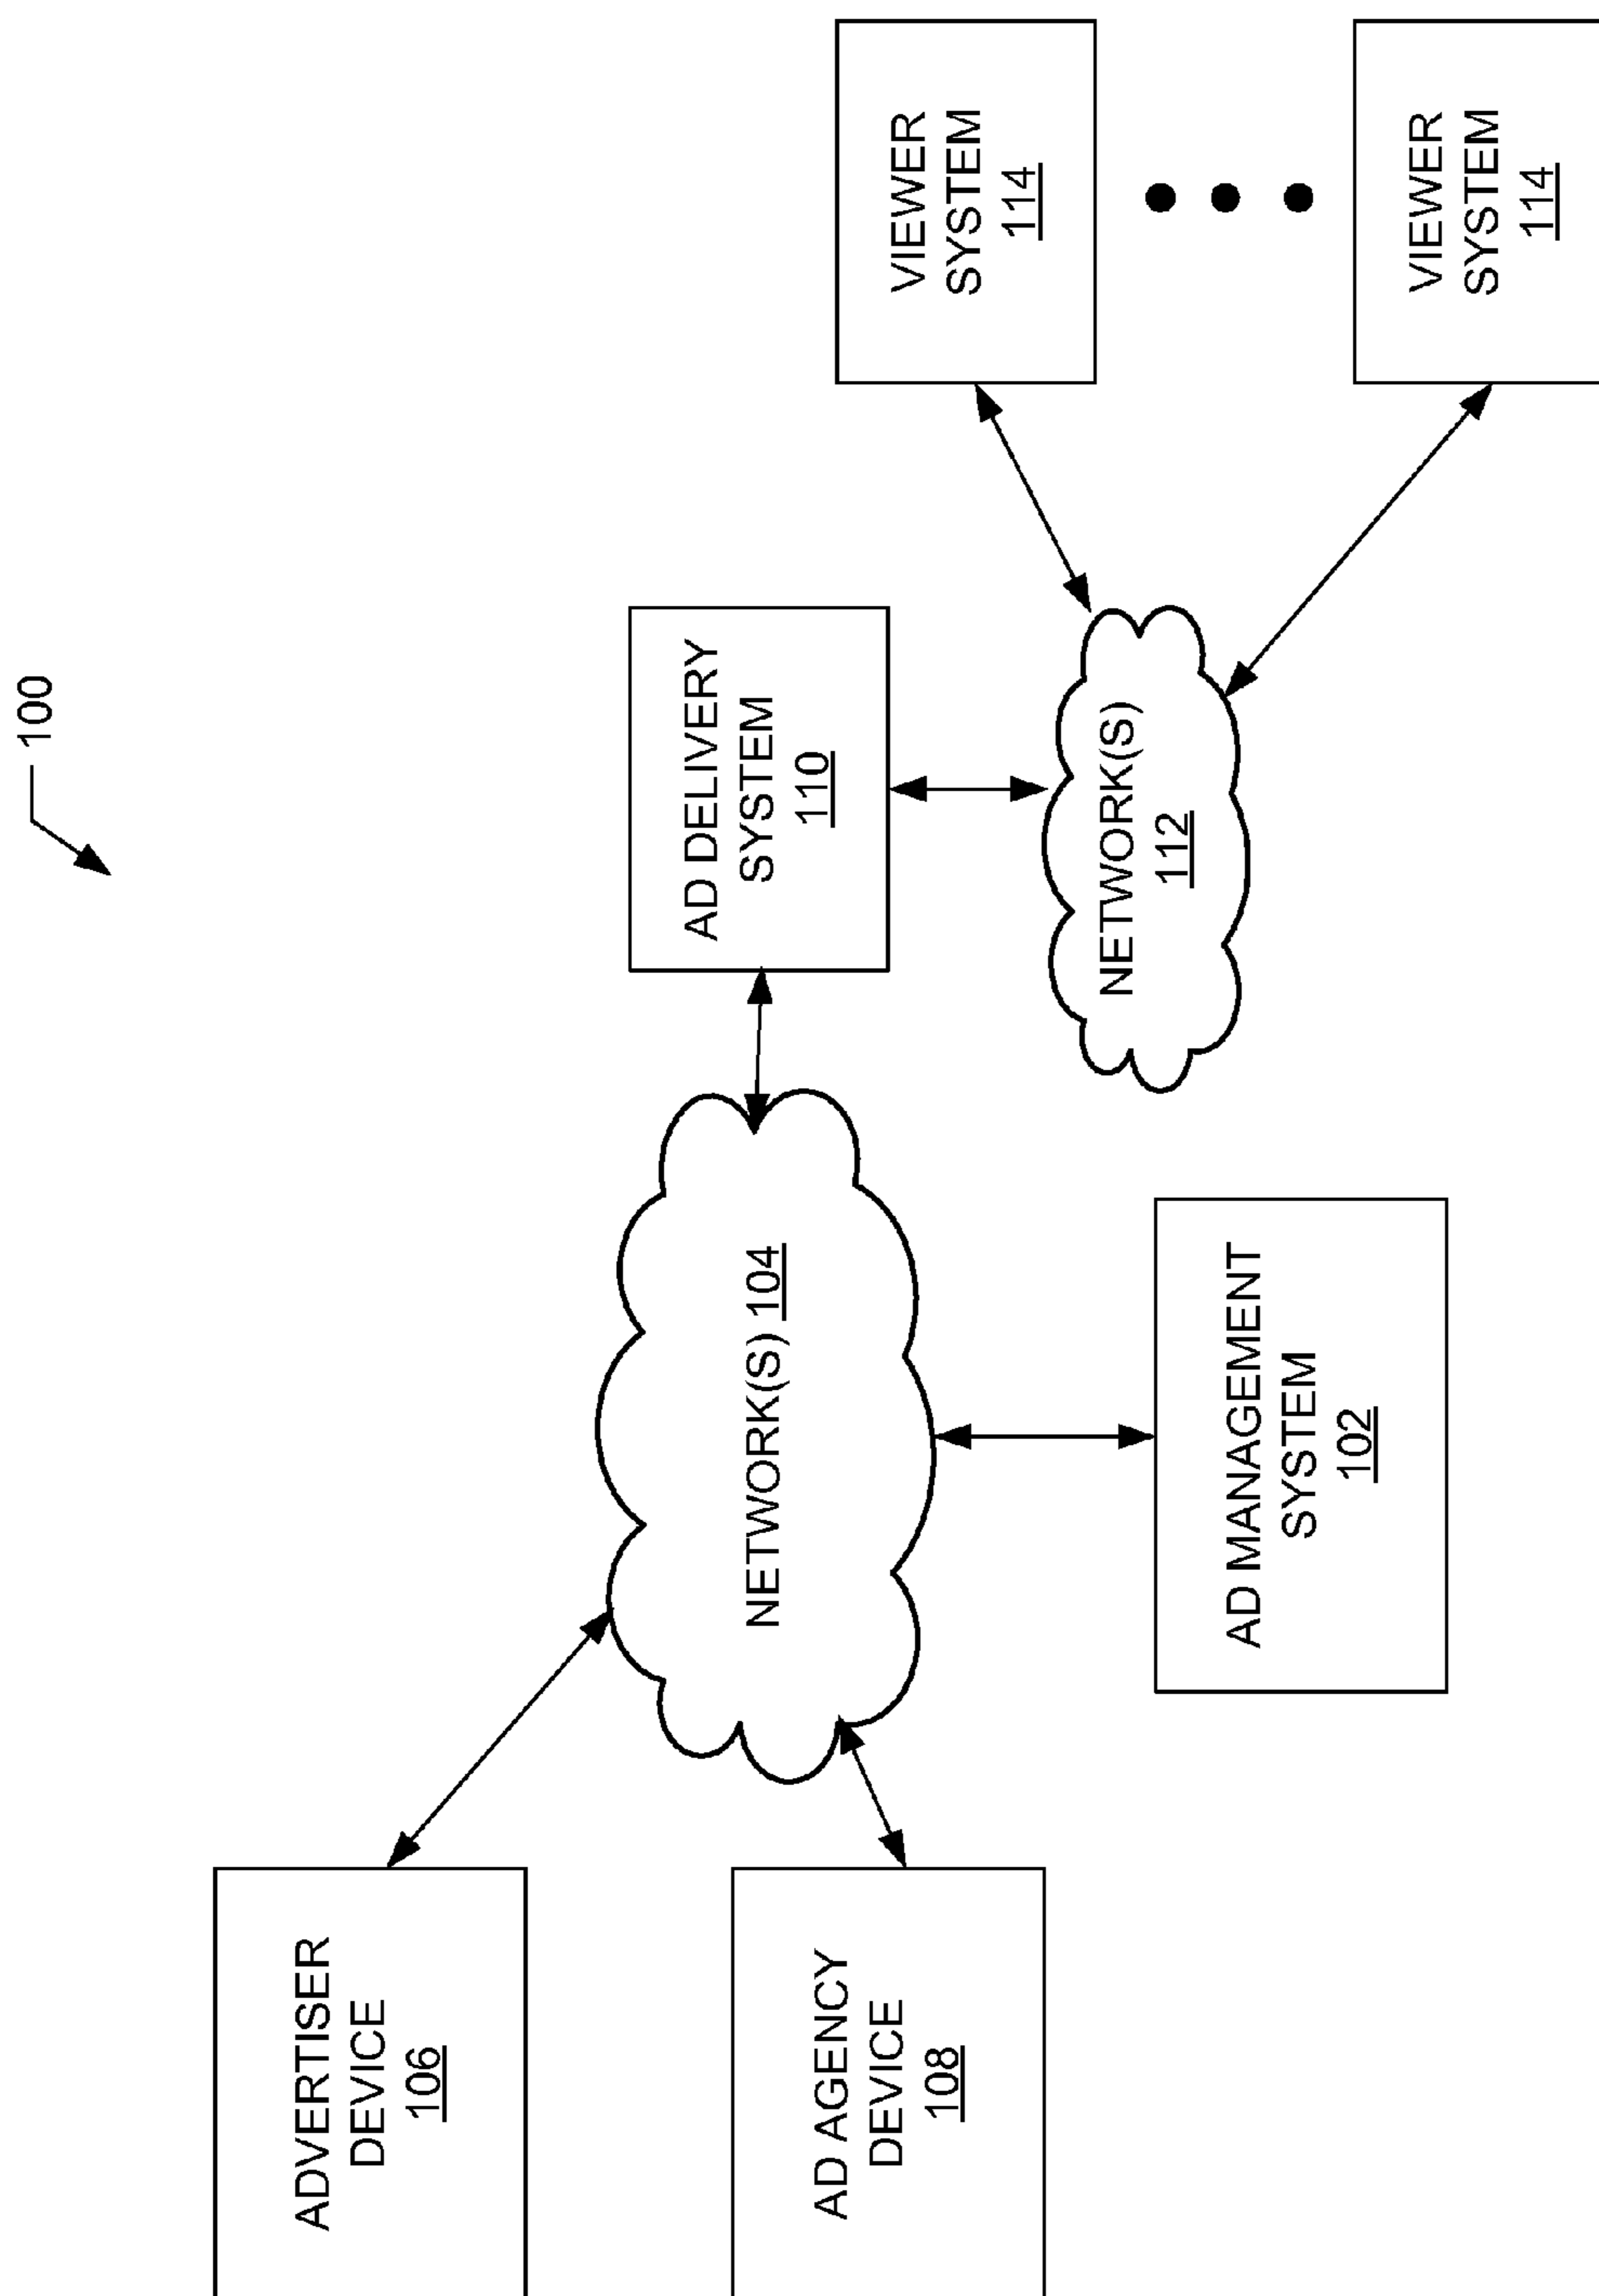 100
ADVERTISER
DEVICE
106
AD AGENCY
DEVICE
108
NETWORK(S) 104
AD MANAGEMENT
SYSTEM
102
AD DELIVERY
SYSTEM
110
NETWORK(S)
112
VIEWER
SYSTEM
114
VIEWER
SYSTEM
114